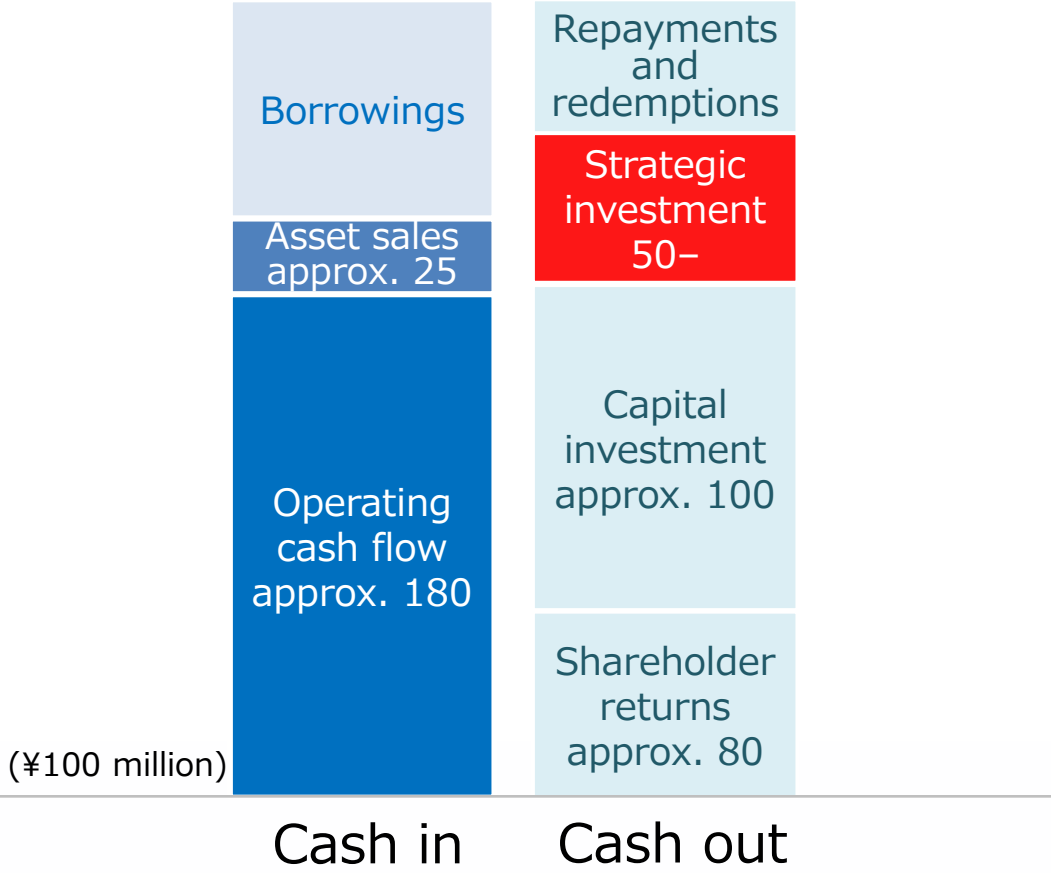 Borrowings
Asset sales
approx. 25
Operating
cash flow
approx. 180
Repayments
and
redemptions
Strategic
investment
50–
Capital
investment
approx. 100
Shareholder
returns
approx. 80
(¥100 million)
Cash in
Cash out